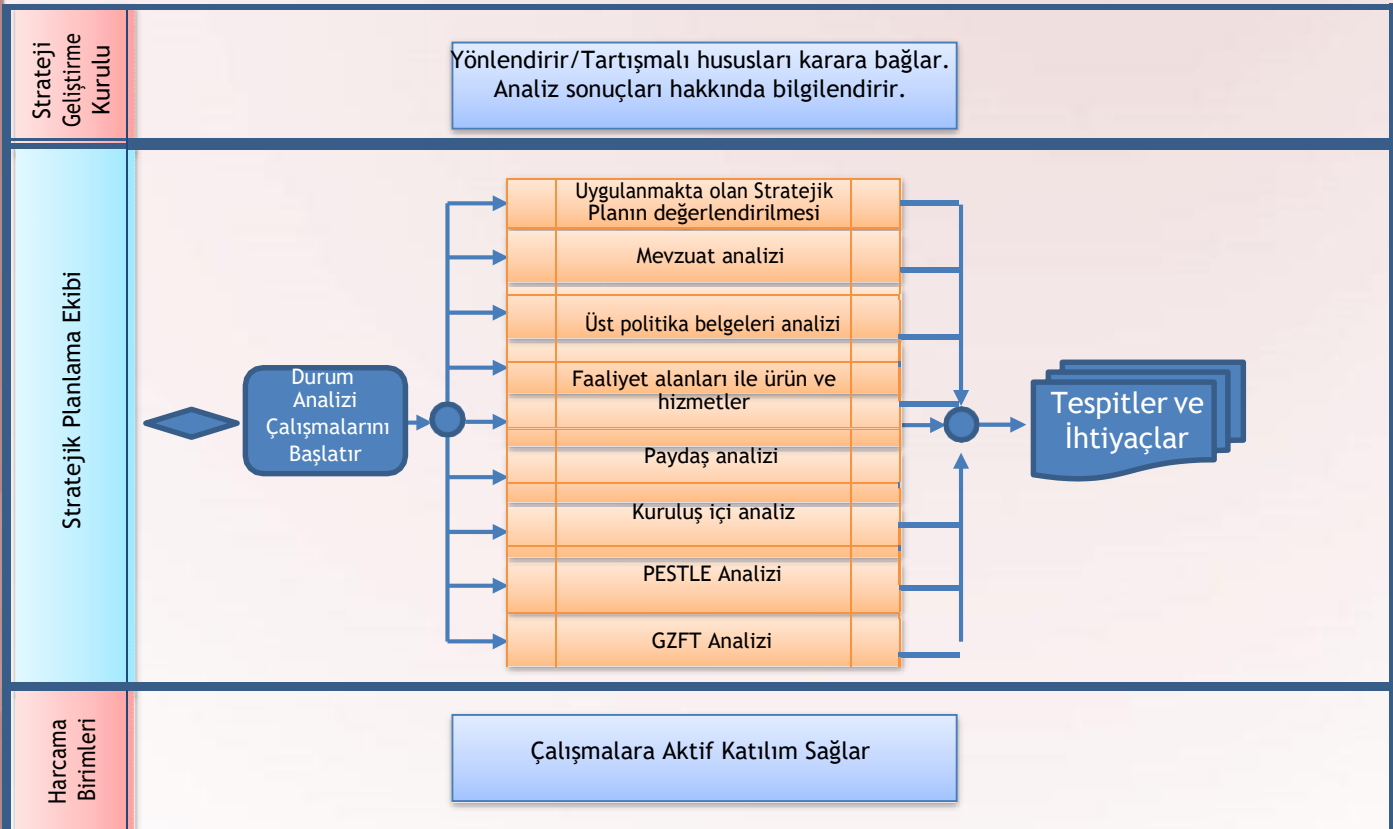 Strateji
Geliştirme
Kurulu
Yönlendirir/Tartışmalı hususları karara bağlar.
Analiz sonuçları hakkında bilgilendirir.
Stratejik Planlama Ekibi
Durum
Analizi
Çalışmalarını
Başlatır
Uygulanmakta olan Stratejik
Planın değerlendirilmesi
Mevzuat analizi
Üst politika belgeleri analizi
Faaliyet alanları ile ürün ve
hizmetler
Paydaş analizi
Kuruluş içi analiz
PESTLE Analizi
GZFT Analizi
Tespitler ve
İhtiyaçlar
Harcama
Birimleri
Çalışmalara Aktif Katılım Sağlar